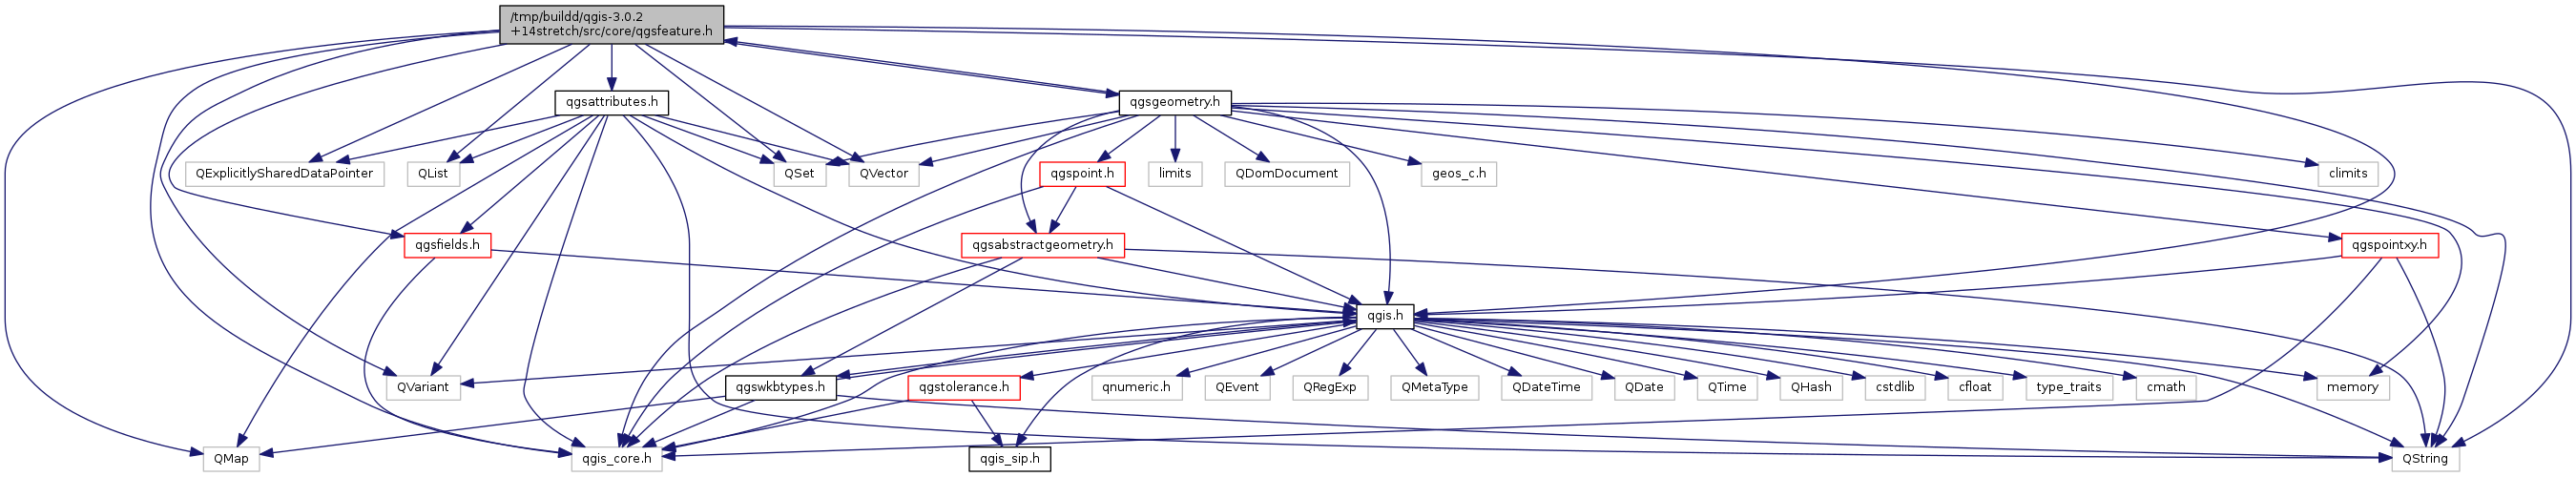 /tmp/buildd/qgis-3.0.2
+14stretch/src/core/qgsfeature.h
qgsattributes.h
qgsgeometry.h
QExplicitlySharedDataPointer
QList
QSet
QVector
qgspoint.h
limits
QDomDocument
geos_c.h
climits
qgsfields.h
qgsabstractgeometry.h
qgspointxy.h
qgis.h
QVariant
qgswkbtypes.h
qgstolerance.h
qnumeric.h
QEvent
QRegExp
QMetaType
QDateTime
QDate
QTime
QHash
cstdlib
cfloat
type_traits
cmath
memory
QMap
qgis_core.h
qgis_sip.h
QString